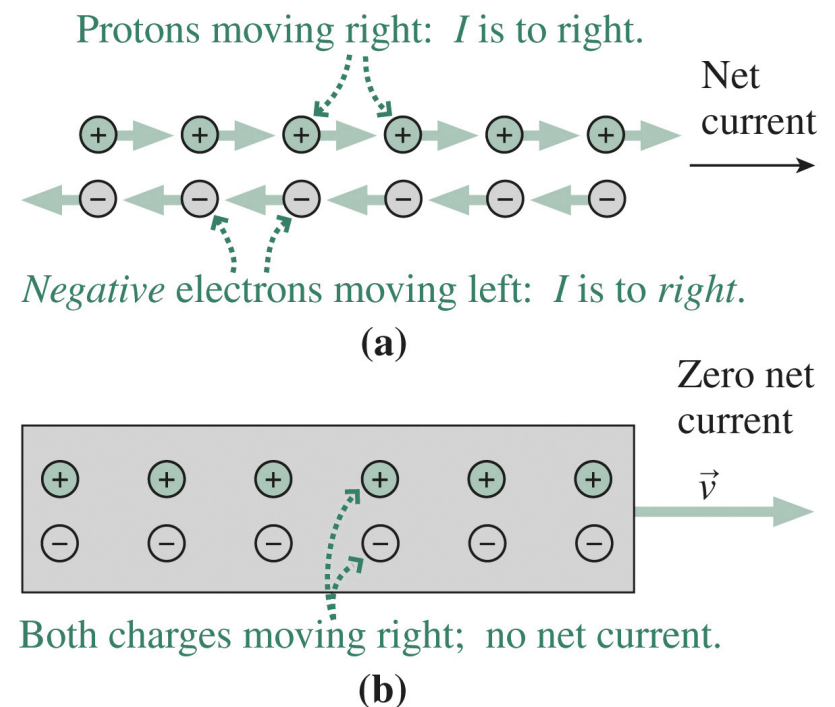 Protons moving right: I is to right.
Net
current
+ + + + + +
− − − − − −
Negative electrons moving left: I is to right.
(a)
Zero net
current
v⃗
+ + + + + +
− − − − − −
Both charges moving right; no net current.
(b)